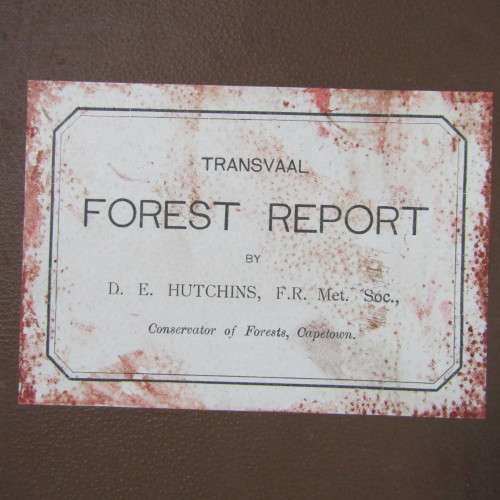 TRANSVAAL
FOREST REPORT
BY
D. E. HUTCHINS, F.R. Met. Soc.,
Conservator of Forests, Capetown.